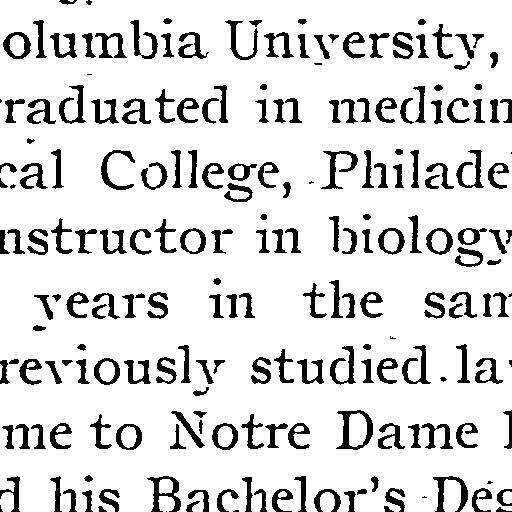 olumbia University,
raduated in medicin
cal College, Philade
nstructor in biology
years in the sam
reviously studied la
me to Notre Dame
d his Bachelor's Deg